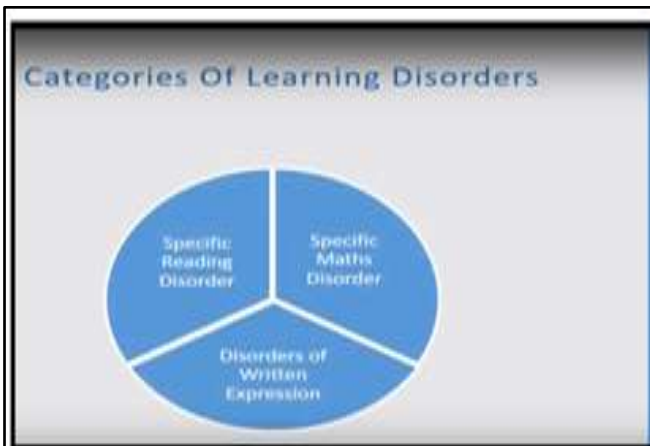 Categories Of Learning Disorders
Specific
Reading
Disorder
Specific
Maths
Disorder
Disorders of
Written
Expression